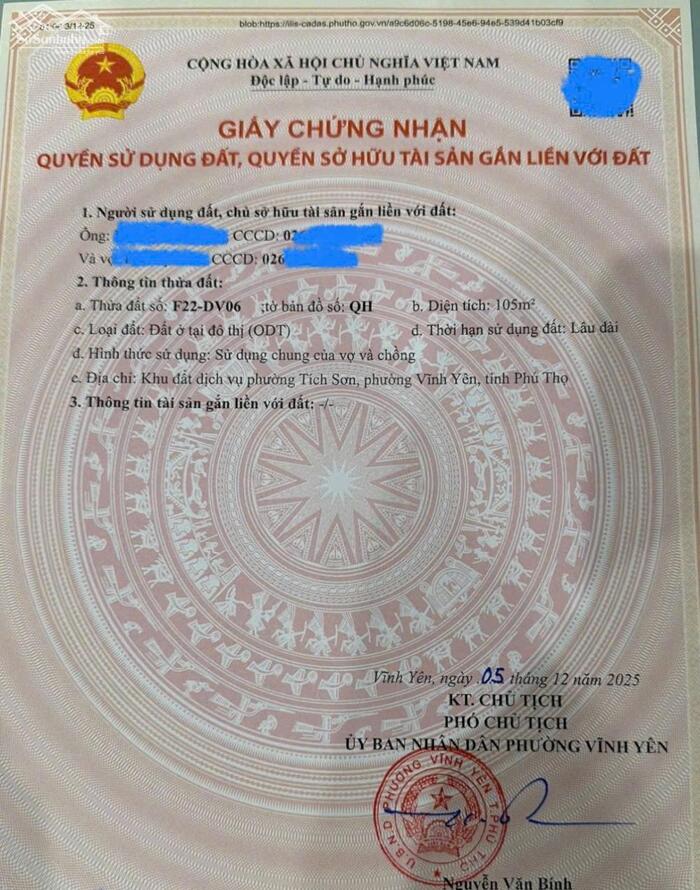 3/12-25
blob:https://ilis-cadas.phutho.gov.vn/a9c6d06c-5198-45e6-94e5-539d41b03cf9
CỘNG HÒA XÃ HỘI CHỦ NGHĨA VIỆT NAM
Độc lập - Tự do - Hạnh phúc
GIẤY CHỨNG NHẬN
QUYỀN SỬ DỤNG ĐẤT, QUYỀN SỞ HỮU TÀI SẢN GẮN LIỀN VỚI ĐẤT
1. Người sử dụng đất, chủ sở hữu tài sản gắn liền với đất:
Ông: CCCD: 02
Và vợ CCCD: 026
2. Thông tin thửa đất:
a. Thửa đất số: F22-DV06 ;tờ bản đồ số: QH b. Diện tích: 105m²
c. Loại đất: Đất ở tại đô thị (ODT) d. Thời hạn sử dụng đất: Lâu dài
đ. Hình thức sử dụng: Sử dụng chung của vợ và chồng
e. Địa chỉ: Khu đất dịch vụ phường Tích Sơn, phường Vĩnh Yên, tỉnh Phú Thọ
3. Thông tin tài sản gắn liền với đất: -/-
Vĩnh Yên, ngày 05 tháng 12 năm 2025
KT. CHỦ TỊCH
PHÓ CHỦ TỊCH
ỦY BAN NHÂN DÂN PHƯỜNG VĨNH YÊN
U.B.N.D PHƯỜNG VĨNH YÊN T.PHÚ THỌ
Nguyễn Văn Bính